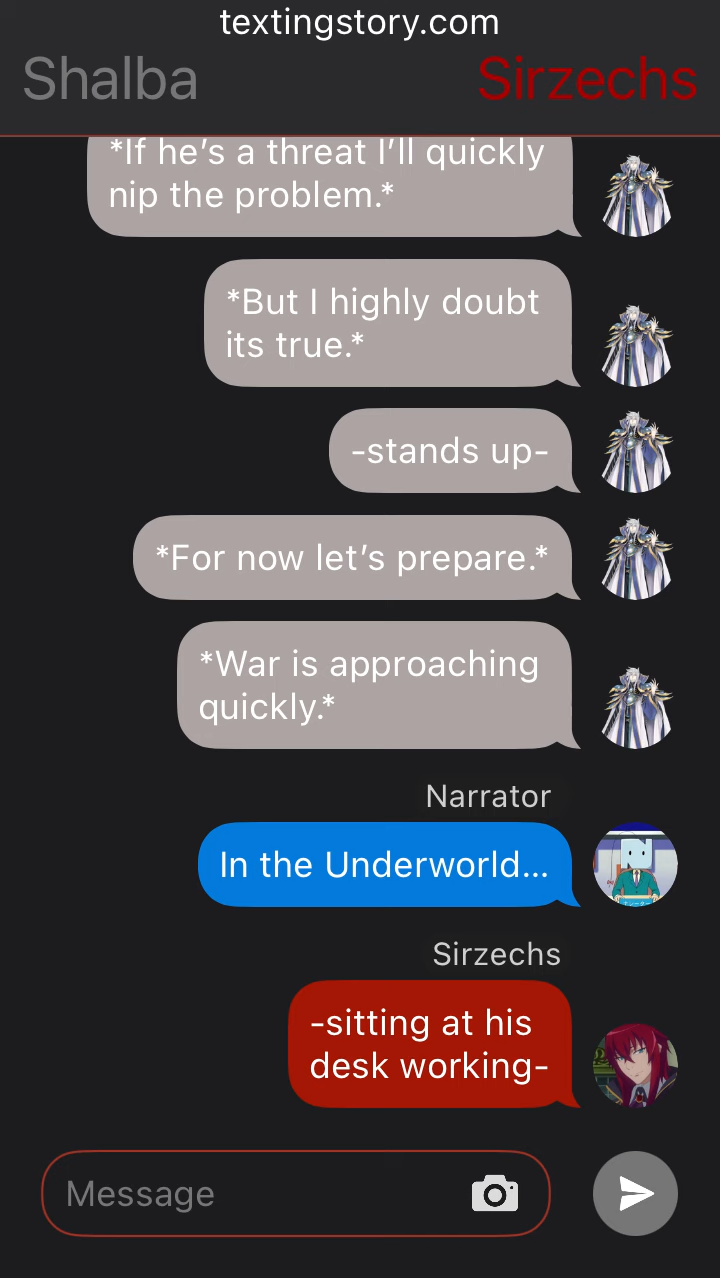 textingstory.com
Shalba
Sirzechs
*If he’s a threat I’ll quickly
nip the problem.*
*But I highly doubt
its true.*
-stands up-
*For now let’s prepare.*
*War is approaching
quickly.*
Narrator
In the Underworld...
Sirzechs
-sitting at his
desk working-
Message